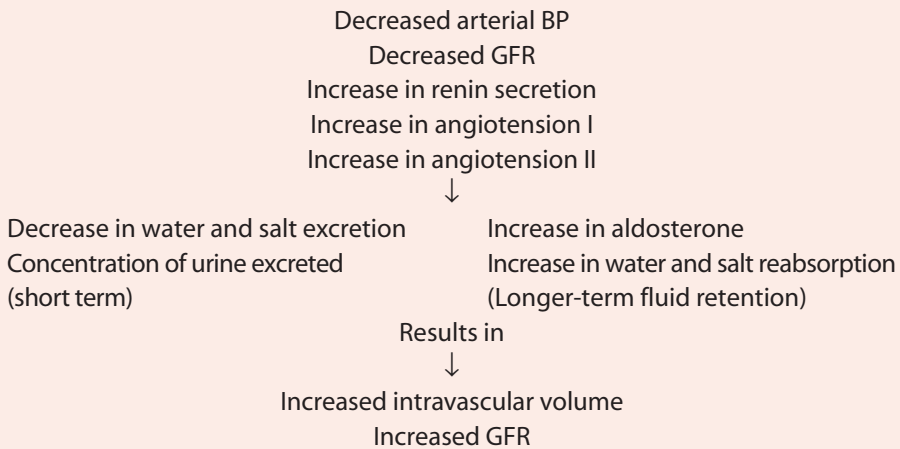 Decreased arterial BP
Decreased GFR
Increase in renin secretion
Increase in angiotension I
Increase in angiotension II
↓
Decrease in water and salt excretion
Concentration of urine excreted
(short term)
Increase in aldosterone
Increase in water and salt reabsorption
(Longer-term fluid retention)
Results in
↓
Increased intravascular volume
Increased GFR